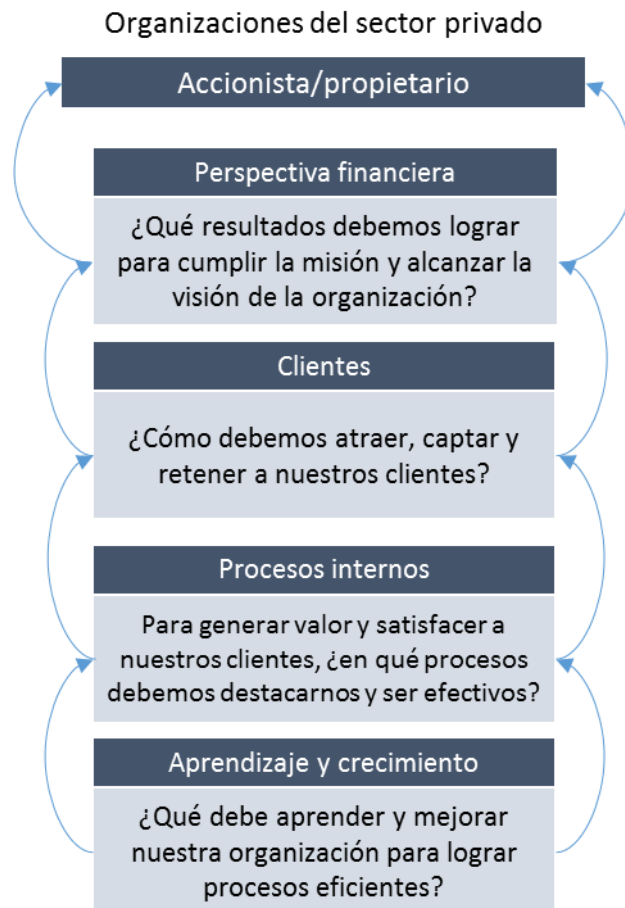 Organizaciones del sector privado
Accionista/propietario
Perspectiva financiera
¿Qué resultados debemos lograr
para cumplir la misión y alcanzar la
visión de la organización?
Clientes
¿Cómo debemos atraer, captar y
retener a nuestros clientes?
Procesos internos
Para generar valor y satisfacer a
nuestros clientes, ¿en qué procesos
debemos destacarnos y ser efectivos?
Aprendizaje y crecimiento
¿Qué debe aprender y mejorar
nuestra organización para lograr
procesos eficientes?